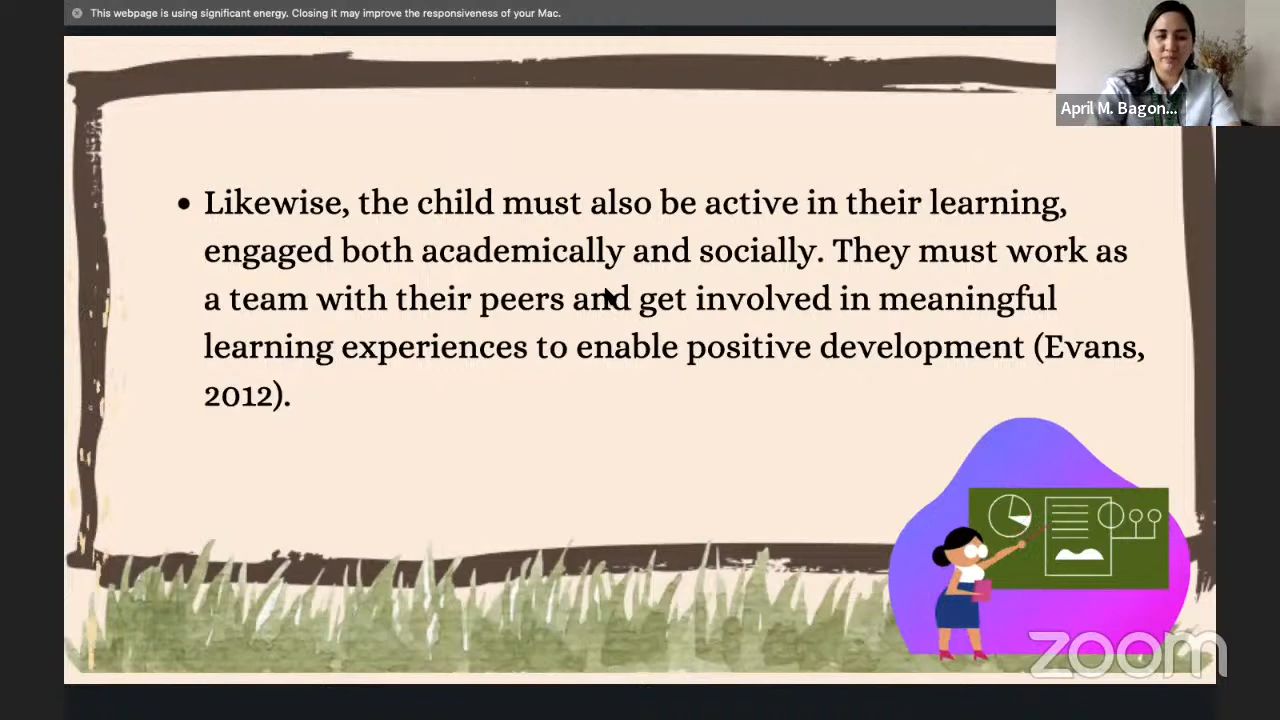 This webpage is using significant energy. Closing it may improve the responsiveness of your Mac.
April M. Bagon...
• Likewise, the child must also be active in their learning,
engaged both academically and socially. They must work as
a team with their peers and get involved in meaningful
learning experiences to enable positive development (Evans,
2012).
zoom